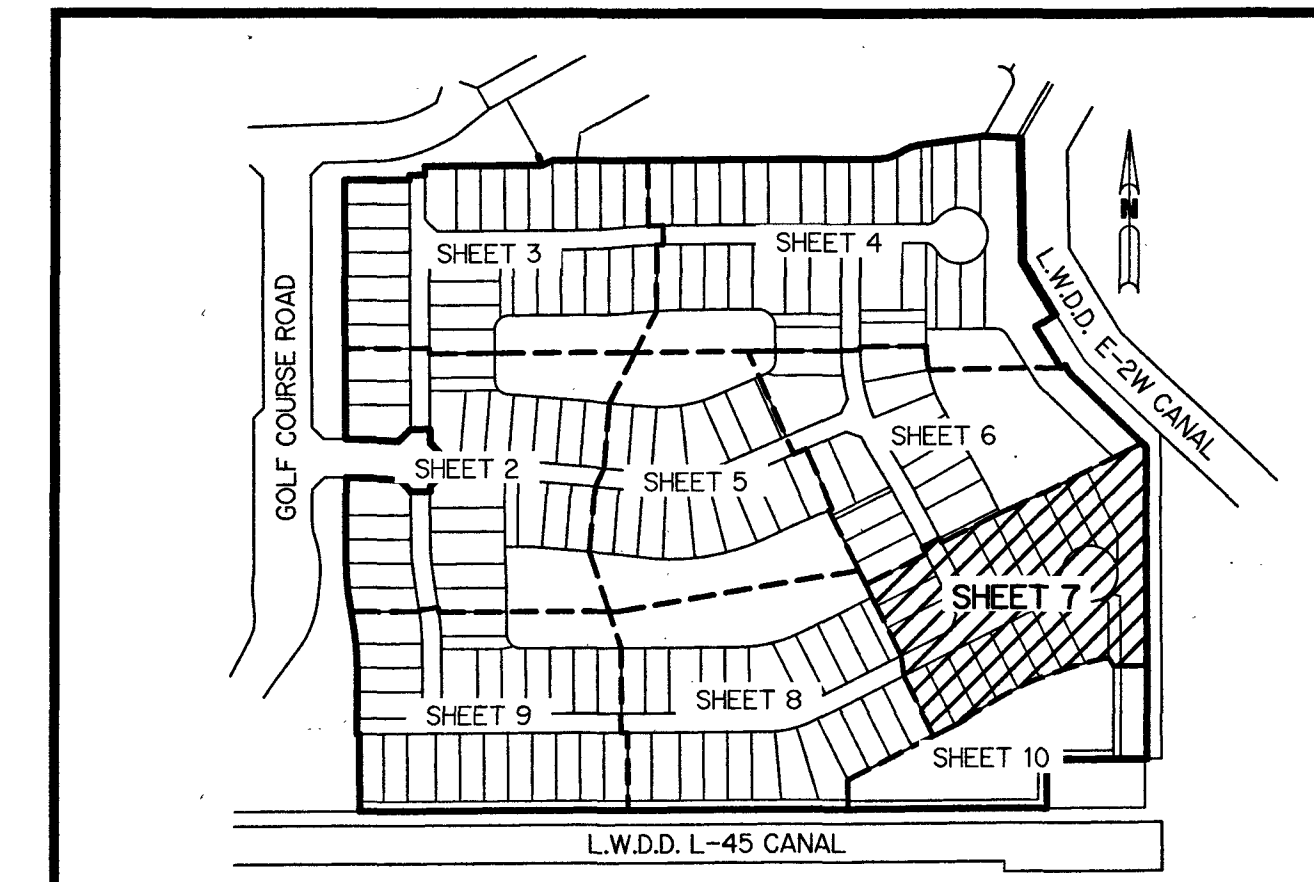 N
SHEET 3
SHEET 4
L.W.D.D. E-2W CANAL
GOLF COURSE ROAD
SHEET 6
SHEET 2
SHEET 5
SHEET 7
SHEET 8
SHEET 9
SHEET 10
L.W.D.D. L-45 CANAL